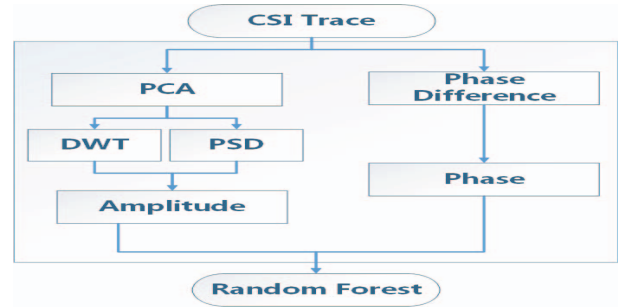 CSI Trace
PCA
Phase
Difference
DWT
PSD
Phase
Amplitude
Random Forest